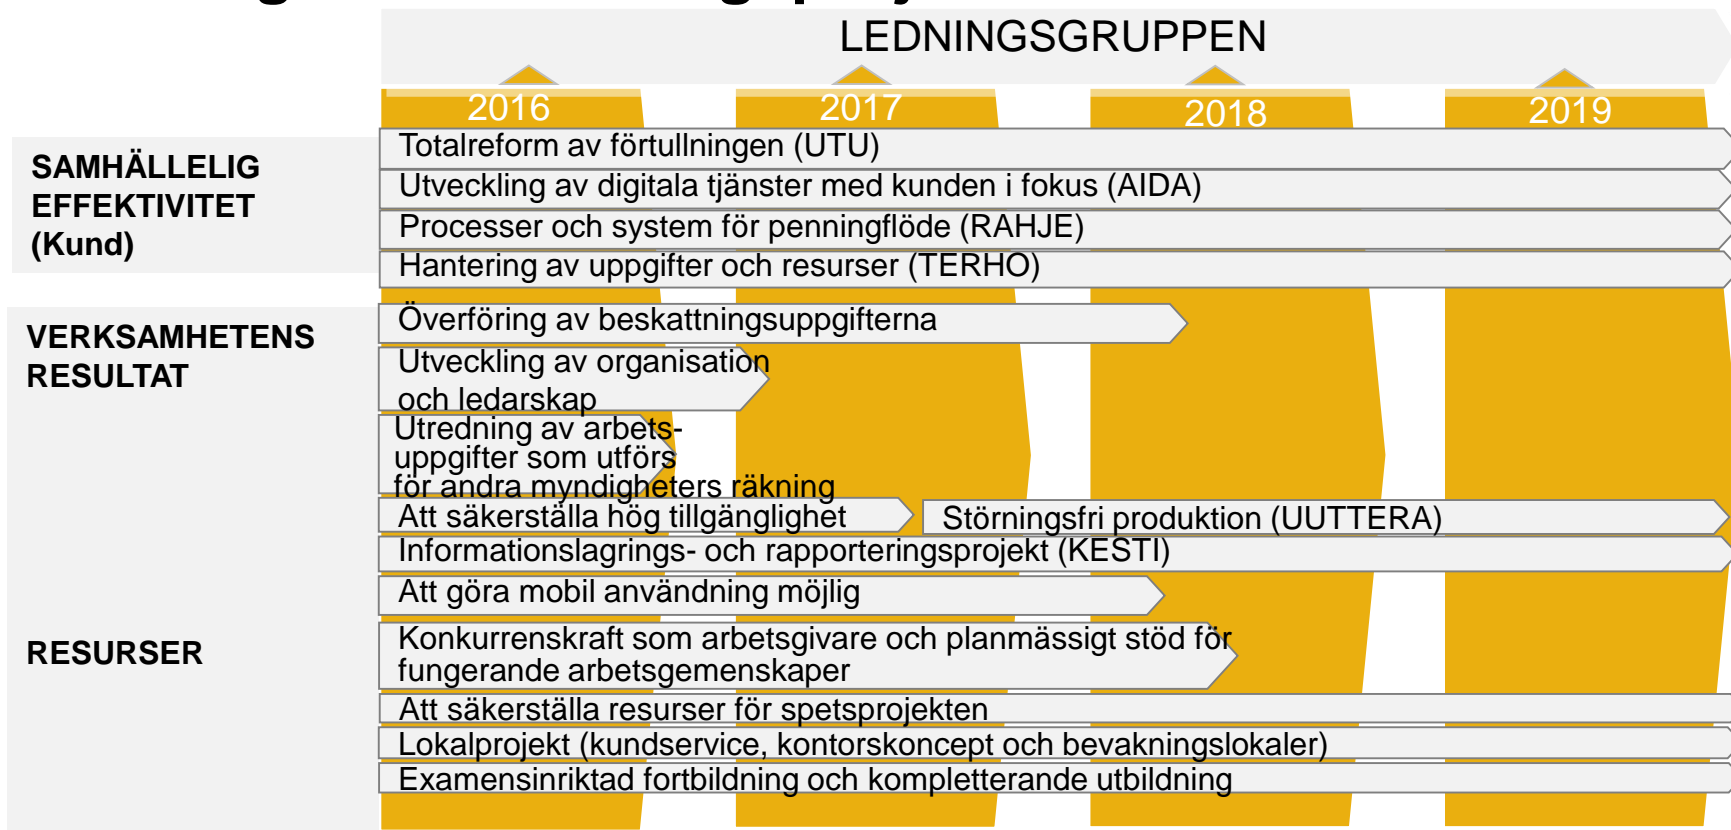 LEDNINGSGRUPPEN
2016
2017
2018
2019
SAMHÄLLELIG
EFFEKTIVITET
(Kund)
Totalreform av förtullningen (UTU)
Utveckling av digitala tjänster med kunden i fokus (AIDA)
Processer och system för penningflöde (RAHJE)
Hantering av uppgifter och resurser (TERHO)
VERKSAMHETENS
RESULTAT
Överföring av beskattningsuppgifterna
Utveckling av organisation
och ledarskap
Utredning av arbets-
uppgifter som utförs
för andra myndigheters räkning
Att säkerställa hög tillgänglighet
Störningsfri produktion (UUTTERA)
Informationslagrings- och rapporteringsprojekt (KESTI)
Att göra mobil användning möjlig
RESURSER
Konkurrenskraft som arbetsgivare och planmässigt stöd för
fungerande arbetsgemenskaper
Att säkerställa resurser för spetsprojekten
Lokalprojekt (kundservice, kontorskoncept och bevakningslokaler)
Examensinriktad fortbildning och kompletterande utbildning